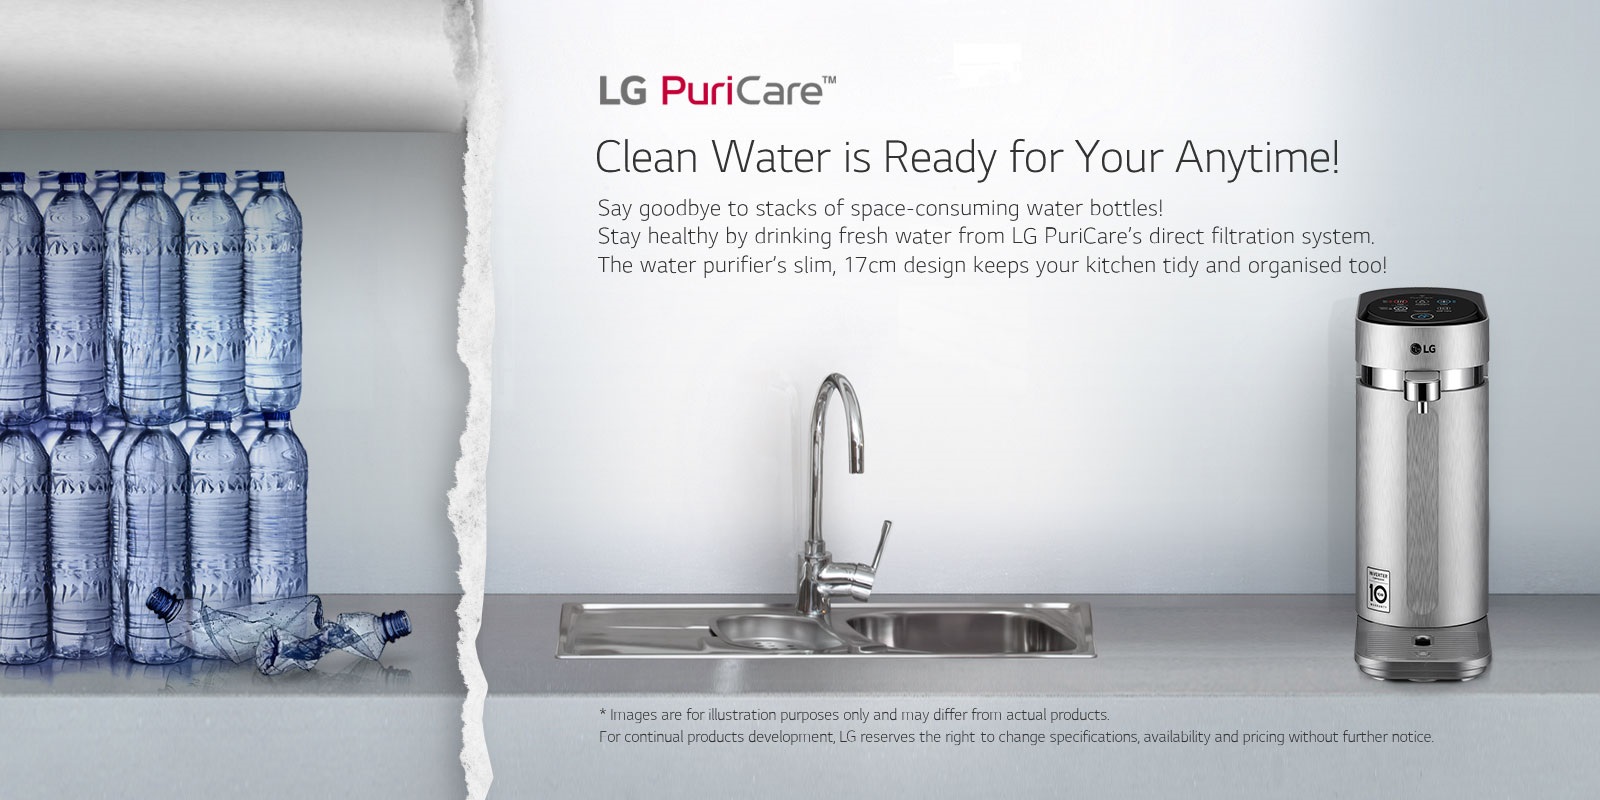 LG PuriCare™
Clean Water is Ready for Your Anytime!
Say goodbye to stacks of space-consuming water bottles!
Stay healthy by drinking fresh water from LG PuriCare's direct filtration system.
The water purifier's slim, 17cm design keeps your kitchen tidy and organised too!
LG
INVERTER
10
WARRANTY
* Images are for illustration purposes only and may differ from actual products.
For continual products development, LG reserves the right to change specifications, availability and pricing without further notice.